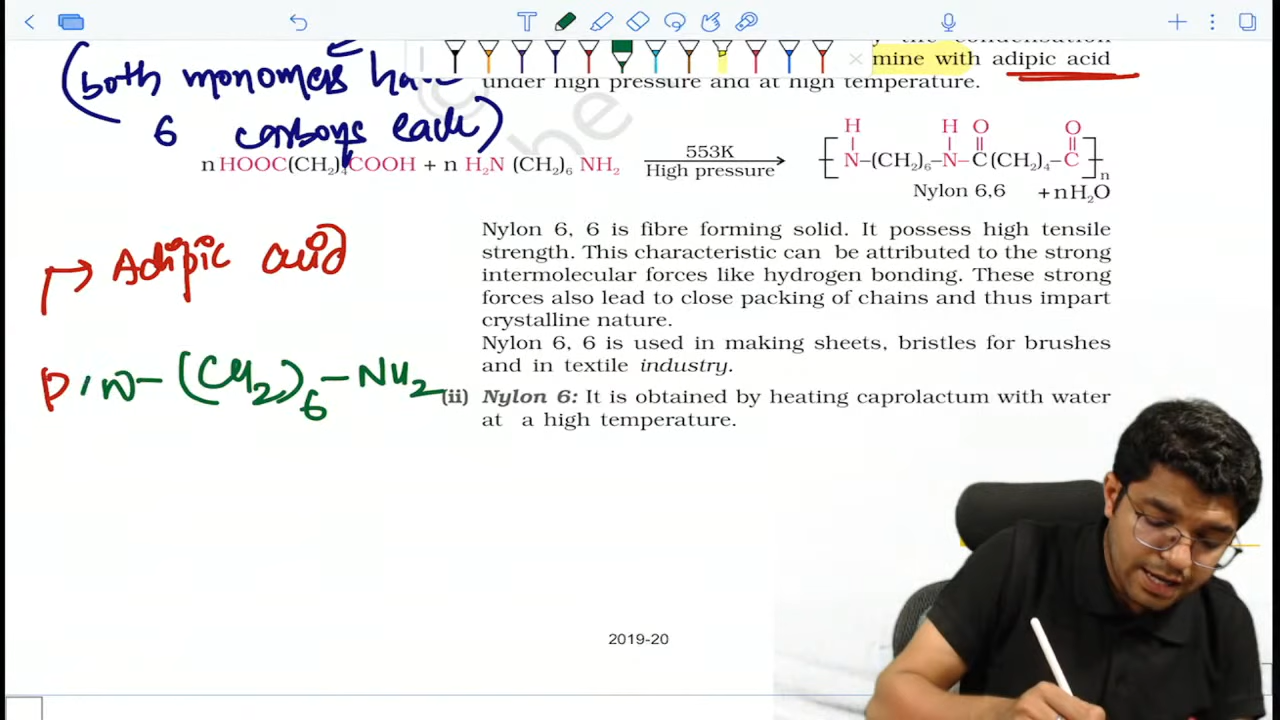 mine with adipic acid
(both monomers have
6 carbons each)
under high pressure and at high temperature.
n HOOC(CH₂)₄COOH + n H₂N (CH₂)₆ NH₂
553K
High pressure
H H O O
[N–(CH₂)₆–N–C(CH₂)₄–C]n
Nylon 6,6 +nH₂O
Nylon 6, 6 is fibre forming solid. It possess high tensile
strength. This characteristic can be attributed to the strong
intermolecular forces like hydrogen bonding. These strong
forces also lead to close packing of chains and thus impart
crystalline nature.
Nylon 6, 6 is used in making sheets, bristles for brushes
and in textile industry.
→ Adipic acid
–(CH₂)₆–NH₂
(ii) Nylon 6: It is obtained by heating caprolactum with water
at a high temperature.
2019-20